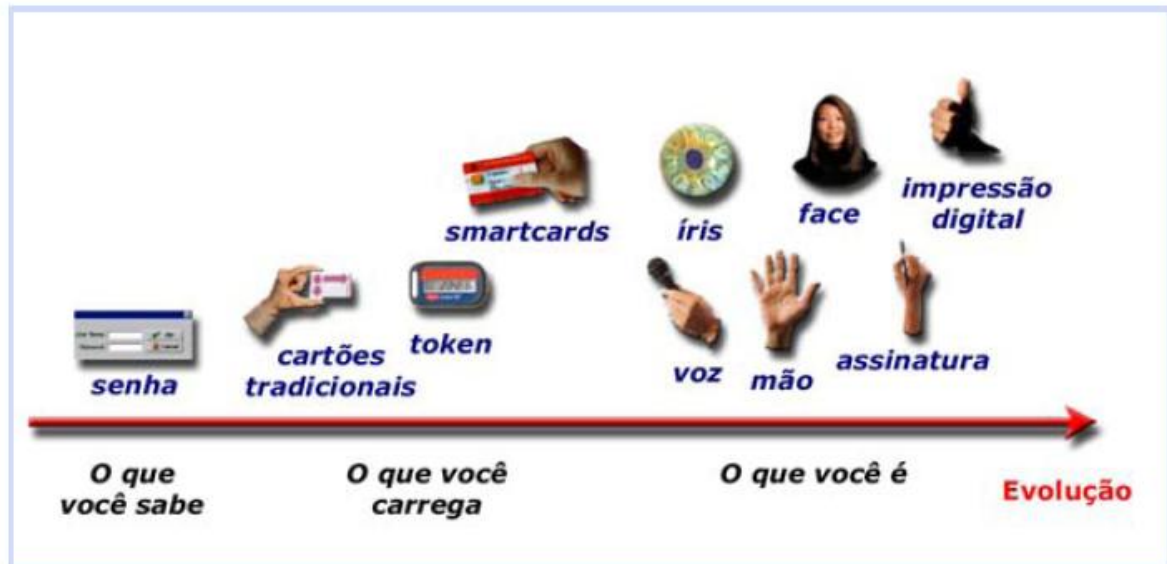 smartcards
íris
face
impressão
digital
senha
cartões
tradicionais
token
voz
mão
assinatura
O que
você sabe
O que você
carrega
O que você é
Evolução